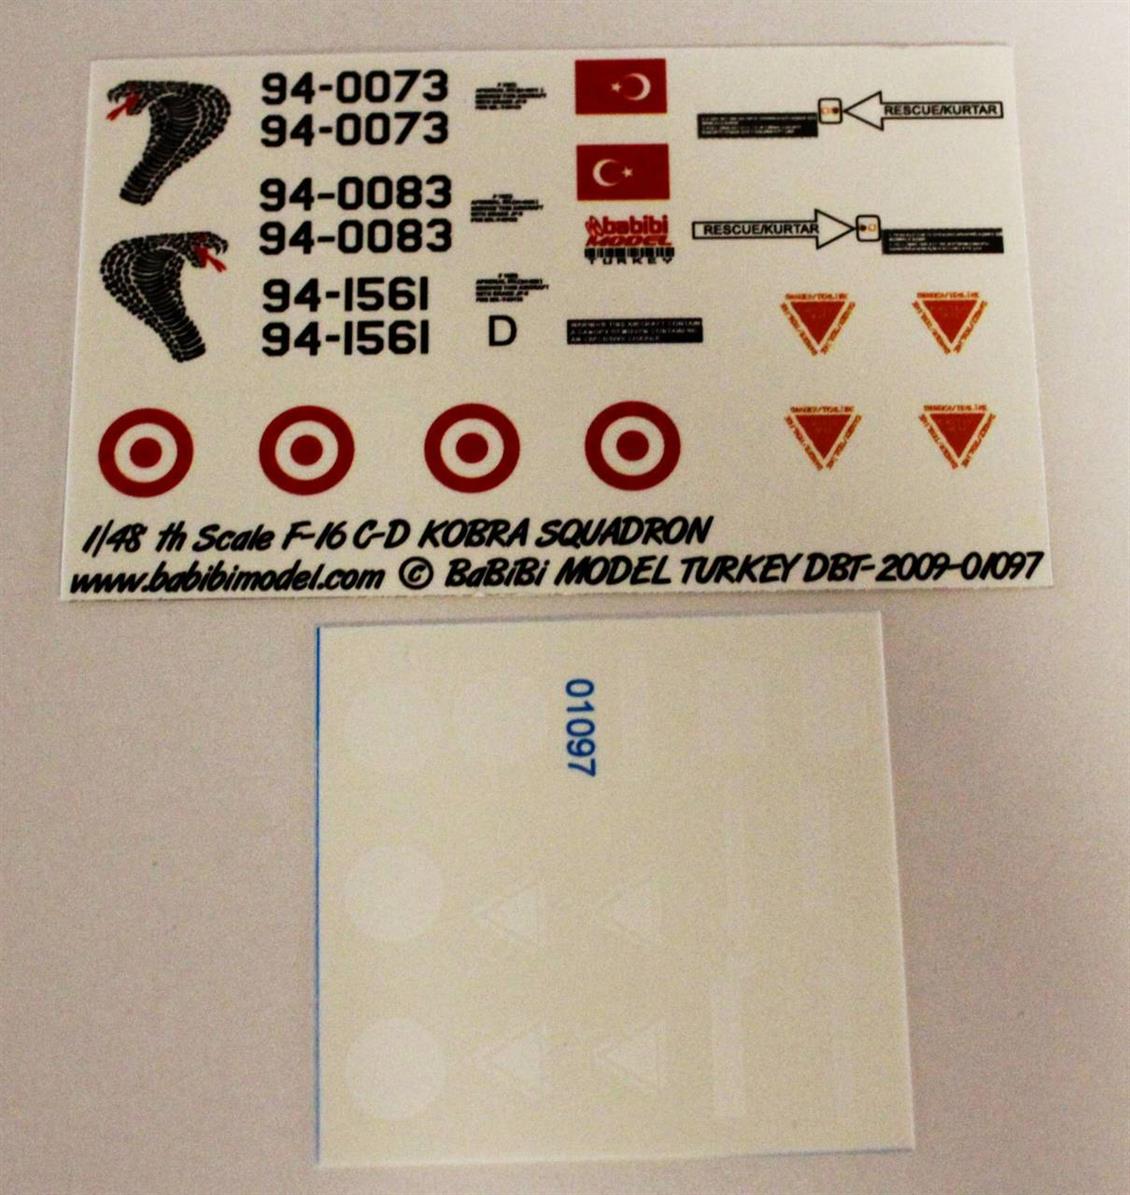 94-0073
94-0073
RESCUE/KURTAR
94-0083
94-0083
babibi
MODEL
TURKEY
RESCUE/KURTAR
94-1561
94-1561
D
1/48 th Scale F-16 C-D KOBRA SQUADRON
www.babibimodel.com © BaBiBi MODEL TURKEY DBT-2009-01097
01097